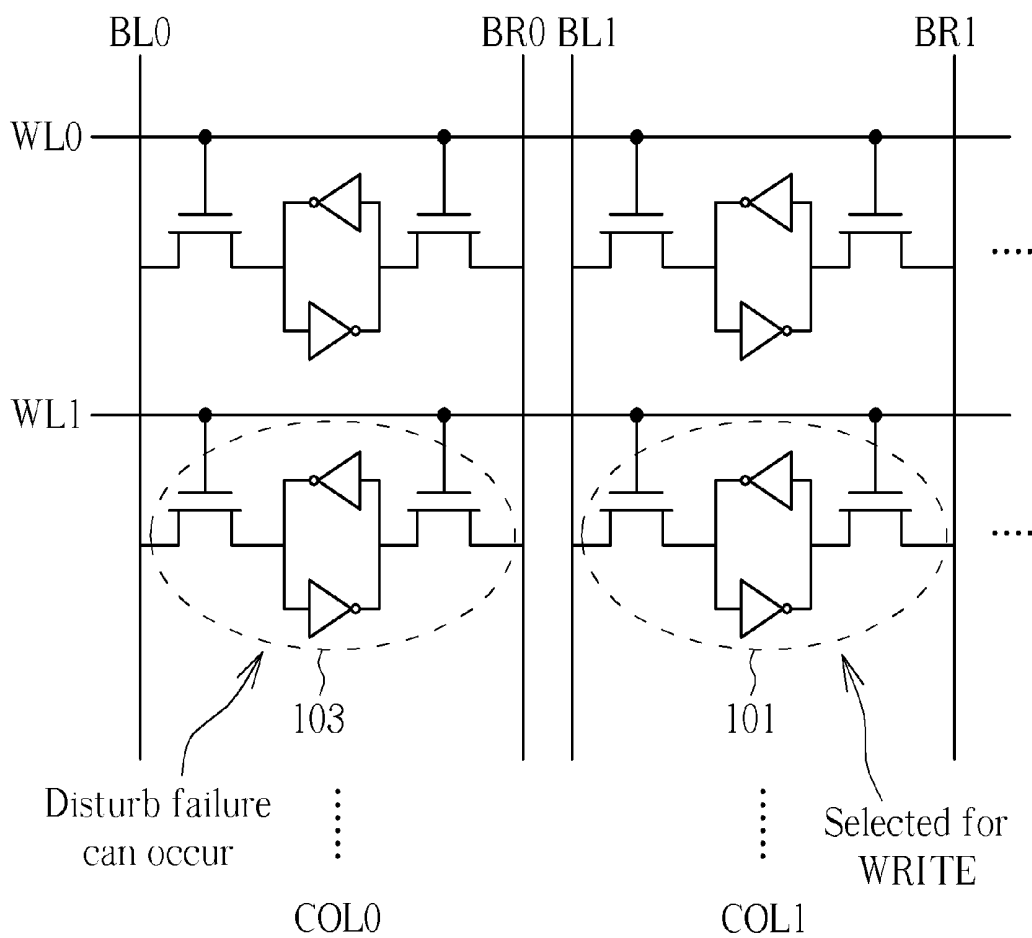 BL0
BR0
BL1
BR1
WL0
WL1
103
101
Disturb failure
can occur
Selected for
WRITE
COL0
COL1